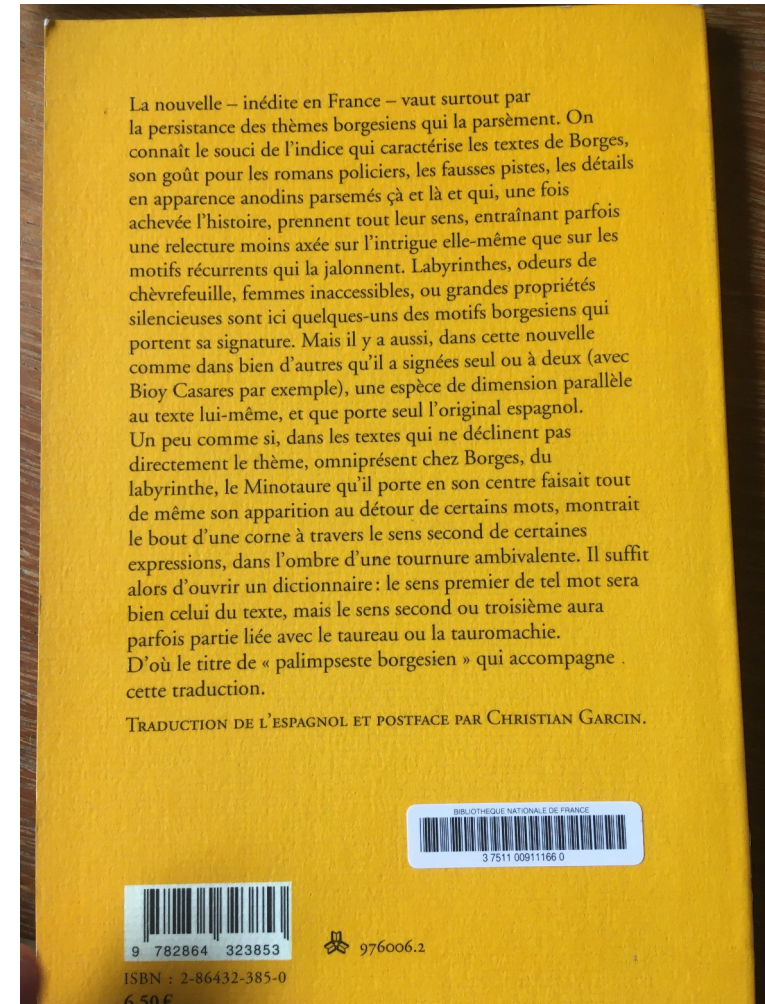 La nouvelle – inédite en France – vaut surtout par
la persistance des thèmes borgesiens qui la parsèment. On
connaît le souci de l’indice qui caractérise les textes de Borges,
son goût pour les romans policiers, les fausses pistes, les détails
en apparence anodins parsemés çà et là et qui, une fois
achevée l’histoire, prennent tout leur sens, entraînant parfois
une relecture moins axée sur l’intrigue elle-même que sur les
motifs récurrents qui la jalonnent. Labyrinthes, odeurs de
chèvrefeuille, femmes inaccessibles, ou grandes propriétés
silencieuses sont ici quelques-uns des motifs borgesiens qui
portent sa signature. Mais il y a aussi, dans cette nouvelle
comme dans bien d’autres qu’il a signées seul ou à deux (avec
Bioy Casares par exemple), une espèce de dimension parallèle
au texte lui-même, et que porte seul l’original espagnol.
Un peu comme si, dans les textes qui ne déclinent pas
directement le thème, omniprésent chez Borges, du
labyrinthe, le Minotaure qu’il porte en son centre faisait tout
de même son apparition au détour de certains mots, montrait
le bout d’une corne à travers le sens second de certaines
expressions, dans l’ombre d’une tournure ambivalente. Il suffit
alors d’ouvrir un dictionnaire : le sens premier de tel mot sera
bien celui du texte, mais le sens second ou troisième aura
parfois partie liée avec le taureau ou la tauromachie.
D’où le titre de « palimpseste borgesien » qui accompagne
cette traduction.
TRADUCTION DE L’ESPAGNOL ET POSTFACE PAR CHRISTIAN GARCIN.
BIBLIOTHEQUE NATIONALE DE FRANCE
3 7511 00911166 0
9 782864 323853
976006.2
ISBN : 2-86432-385-0
6,50 €